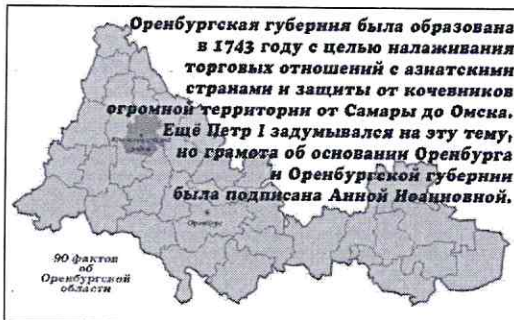 Оренбургская губерния была образована
в 1743 году с целью налаживания
торговых отношений с азиатскими
странами и защиты от кочевников
огромной территории от Самары до Омска.
Ещё Петр I задумывался на эту тему,
но грамота об основании Оренбурга
и Оренбургской губернии
была подписана Анной Иоанновной.
Оренбург
90 фактов
об
Оренбургской
области